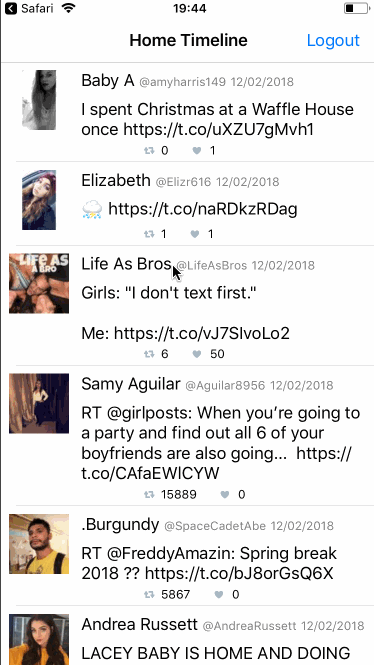 Safari 19:44
Home Timeline Logout
Baby A @amyharris149 12/02/2018
I spent Christmas at a Waffle House
once https://t.co/uXZU7gMvh1
0 1
Elizabeth @Elizr616 12/02/2018
🌧 https://t.co/naRDkzRDag
1 1
LIFE AS
A BRO
Life As Bros @LifeAsBros 12/02/2018
Girls: "I don't text first."
Me: https://t.co/vJ7SlvoLo2
6 50
Samy Aguilar @Aguilar8956 12/02/2018
RT @girlposts: When you’re going to
a party and find out all 6 of your
boyfriends are also going… https://
t.co/CAfaEWlCYW
15889 0
.Burgundy @SpaceCadetAbe 12/02/2018
RT @FreddyAmazin: Spring break
2018 ?? https://t.co/bJ8orGsQ6X
5867 0
Andrea Russett @AndreaRussett 12/02/2018
LACEY BABY IS HOME AND DOING